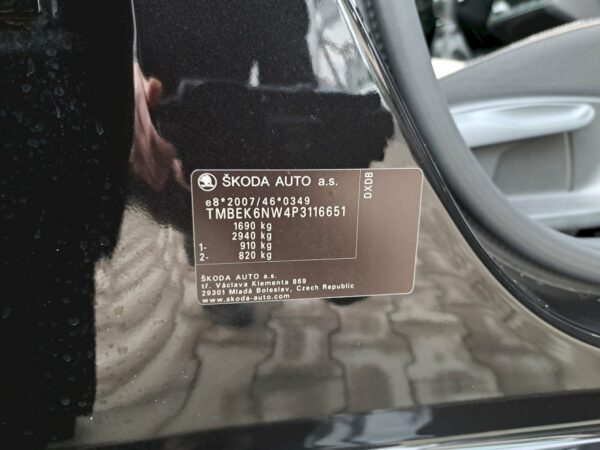 ŠKODA AUTO a.s.
DXDB
e8*2007/46*0349
TMBEK6NW4P3116651
1690 kg
2940 kg
1- 910 kg
2- 820 kg
ŠKODA AUTO a.s.
tř. Václava Klementa 869
29301 Mladá Boleslav, Czech Republic
www.skoda-auto.com